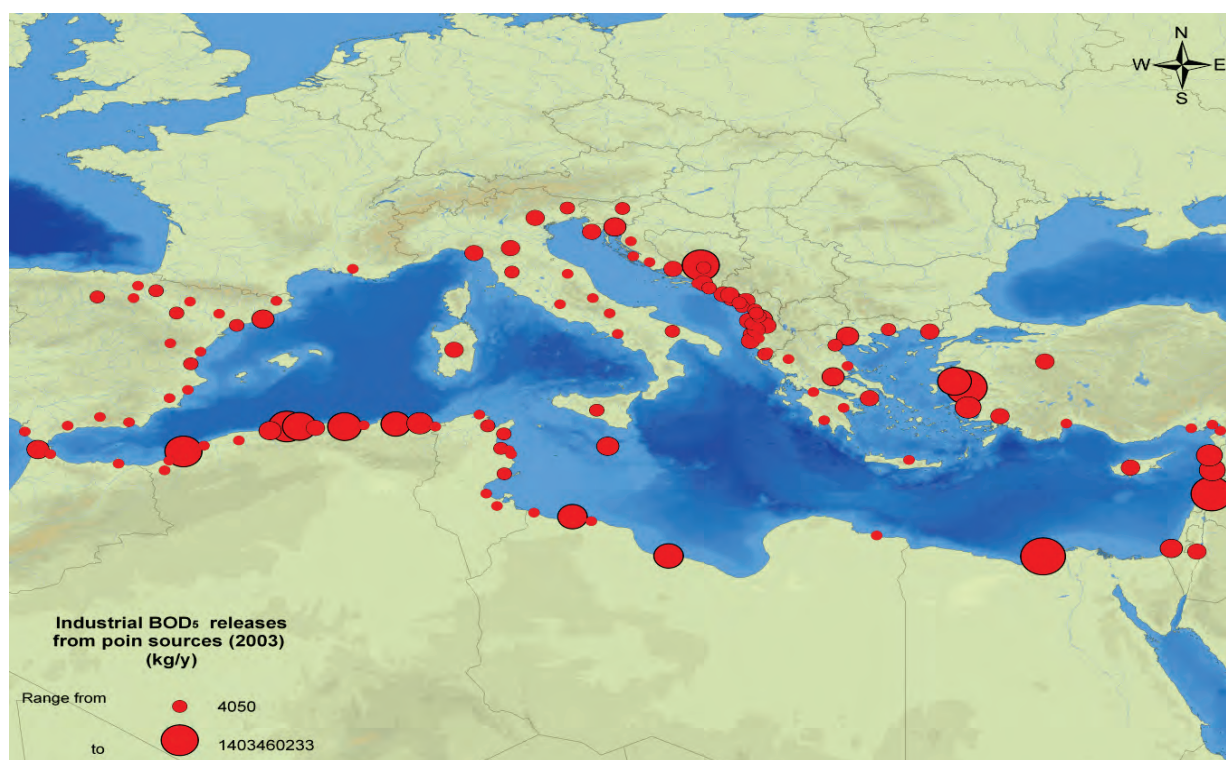 N
W E
S
Industrial BOD₅ releases
from poin sources (2003)
(kg/y)
Range from
4050
to 1403460233